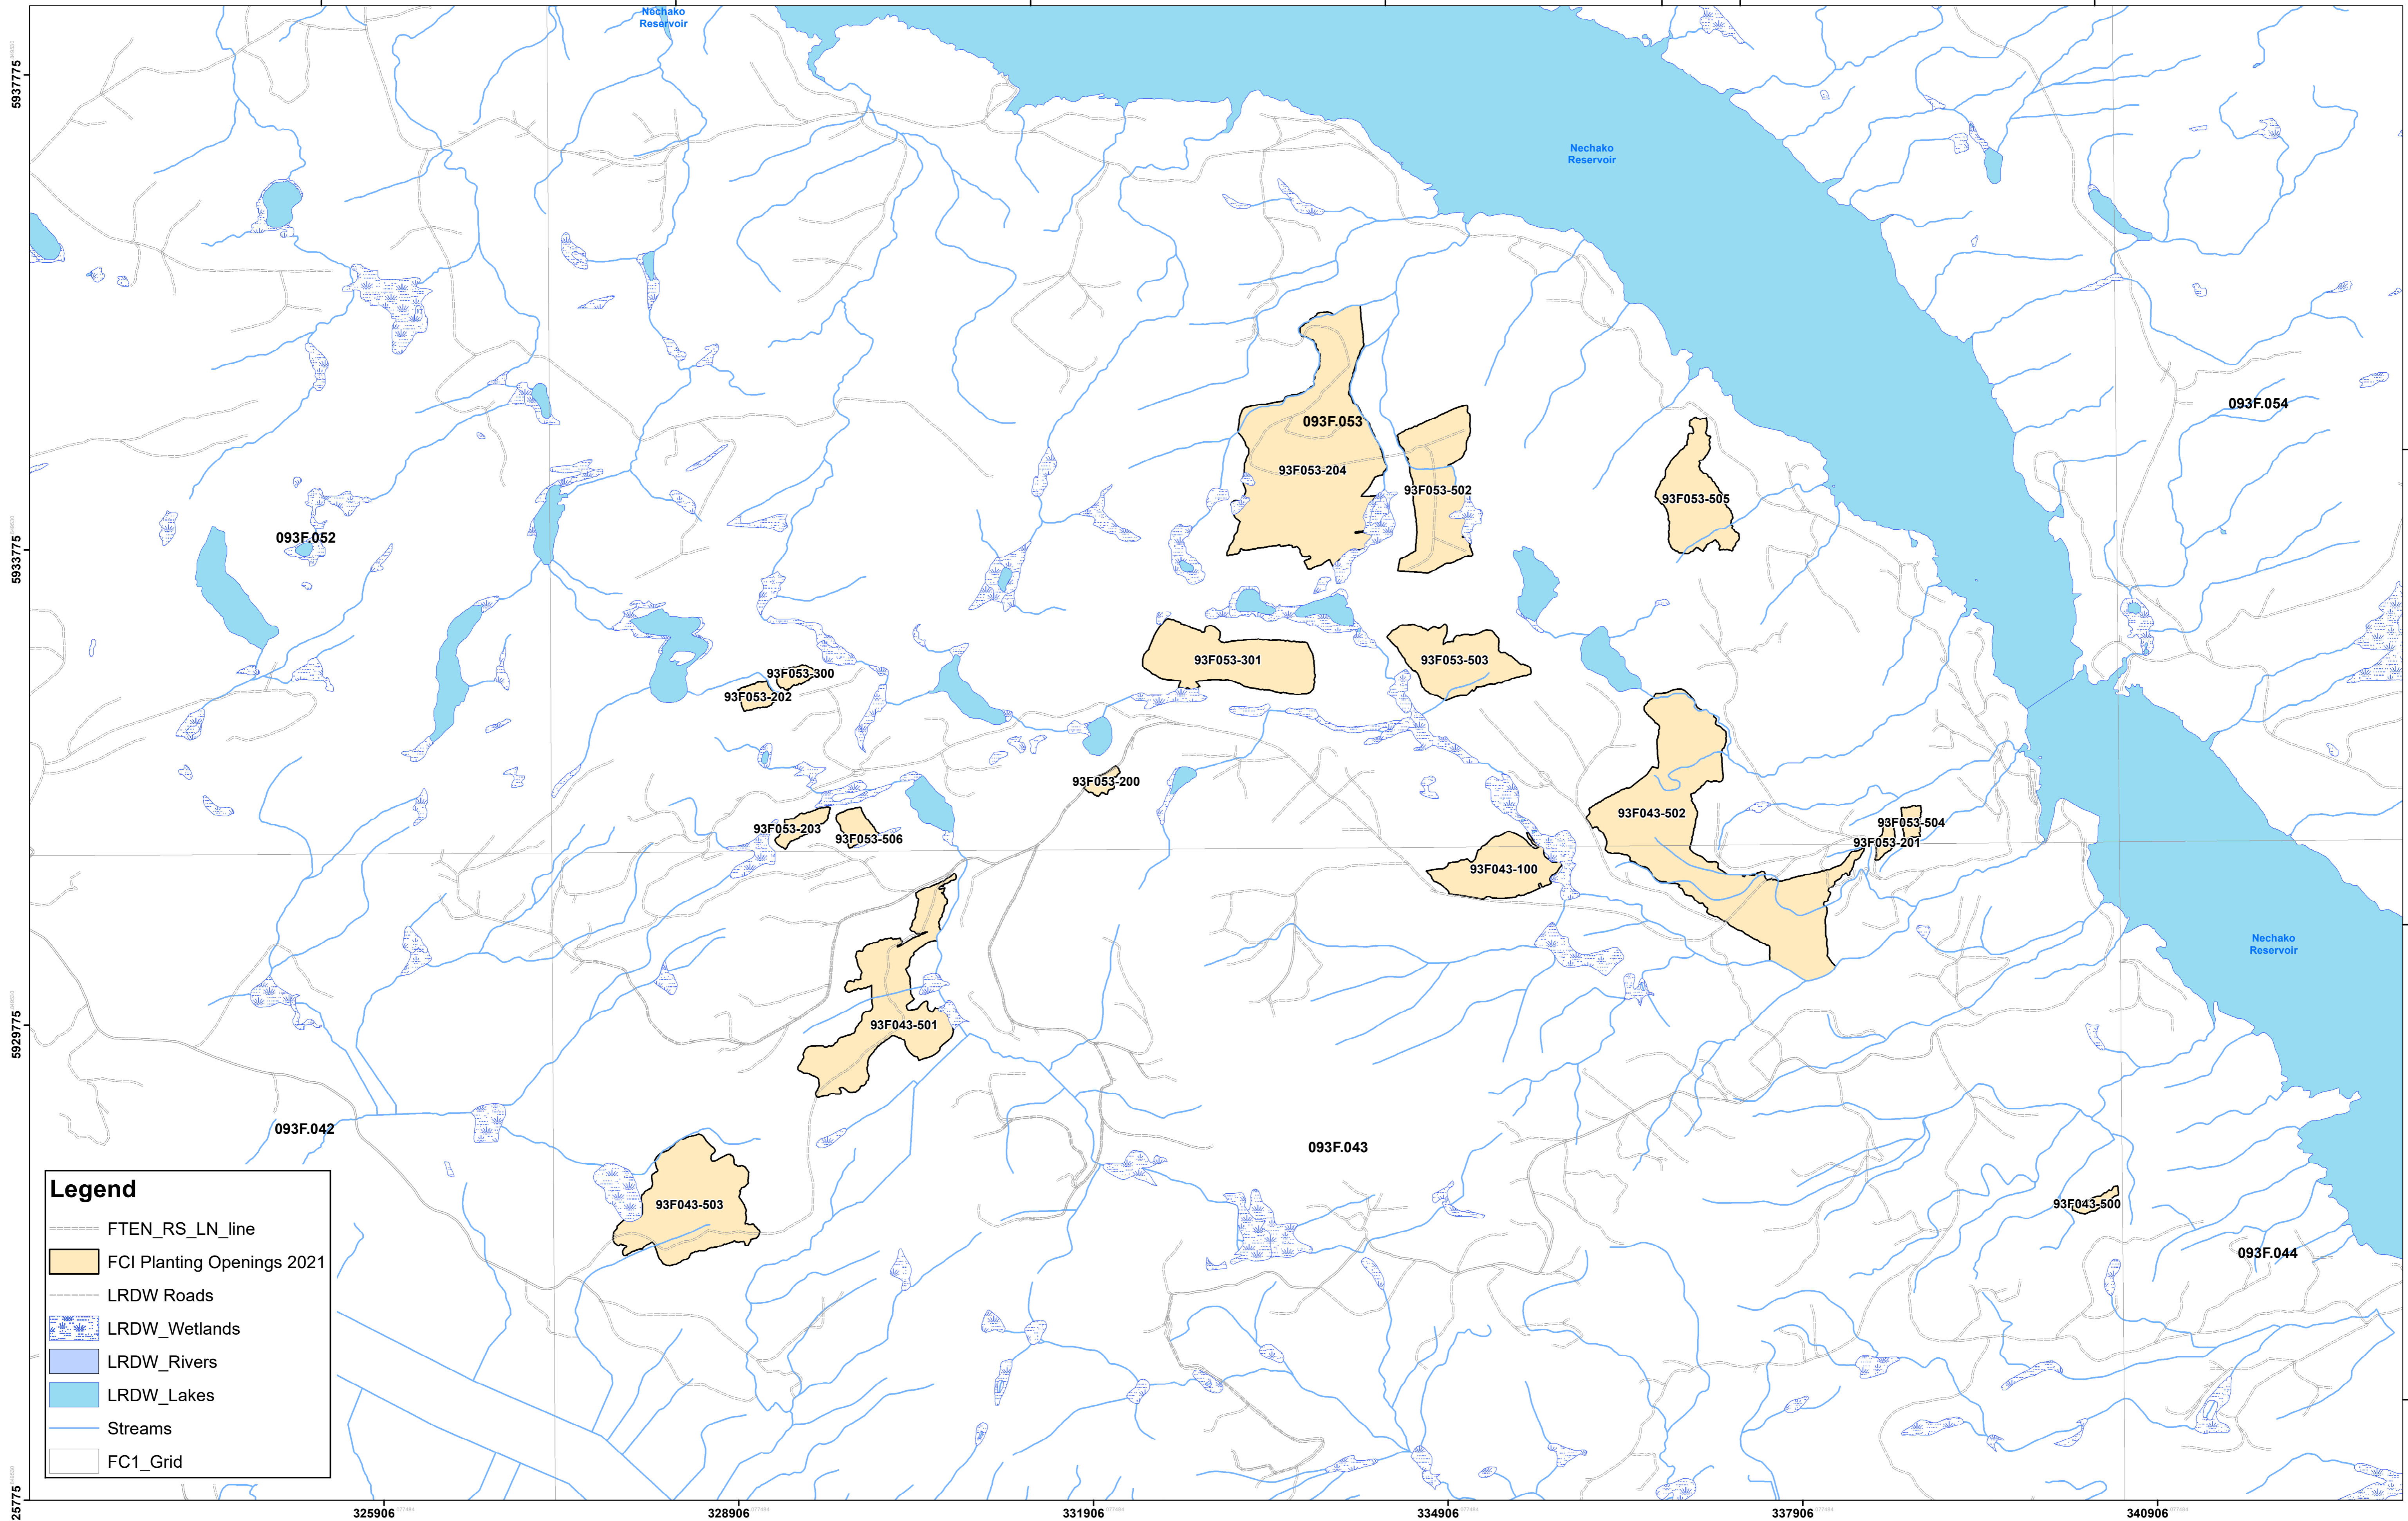 Nechako
Reservoir
5937775
Nechako
Reservoir
093F.054
093F.053
93F053-204
93F053-502
93F053-505
093F.052
5933775
93F053-301
93F053-503
93F053-300
93F053-202
93F053-200
93F043-502
93F053-203
93F053-506
93F053-504
93F053-201
93F043-100
Nechako
Reservoir
93F043-501
5929775
093F.042
093F.043
93F043-503
93F043-500
093F.044
Legend
FTEN_RS_LN_line
FCI Planting Openings 2021
LRDW Roads
LRDW_Wetlands
LRDW_Rivers
LRDW_Lakes
Streams
FC1_Grid
25775
325906
328906
331906
334906
337906
340906